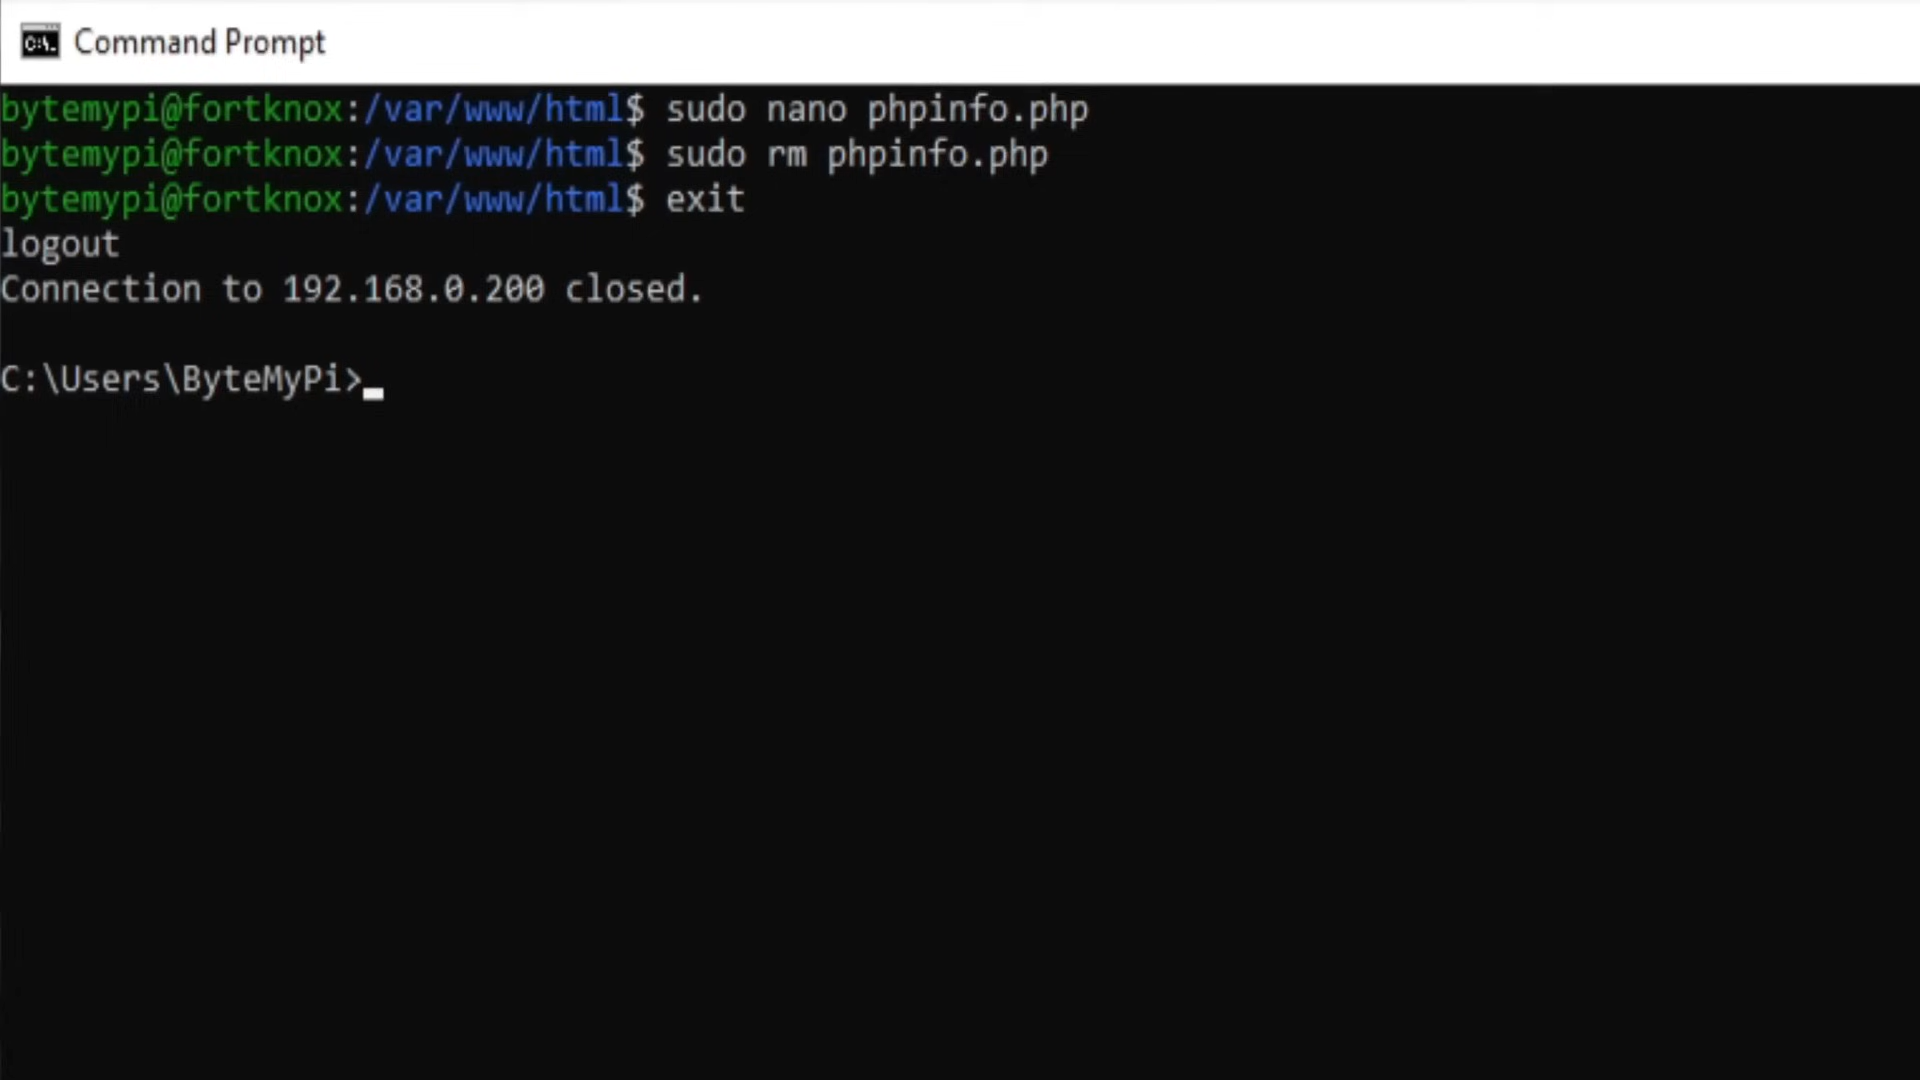 Command Prompt
bytemypi@fortknox:/var/www/html$ sudo nano phpinfo.php
bytemypi@fortknox:/var/www/html$ sudo rm phpinfo.php
bytemypi@fortknox:/var/www/html$ exit
logout
Connection to 192.168.0.200 closed.
C:\Users\ByteMyPi>